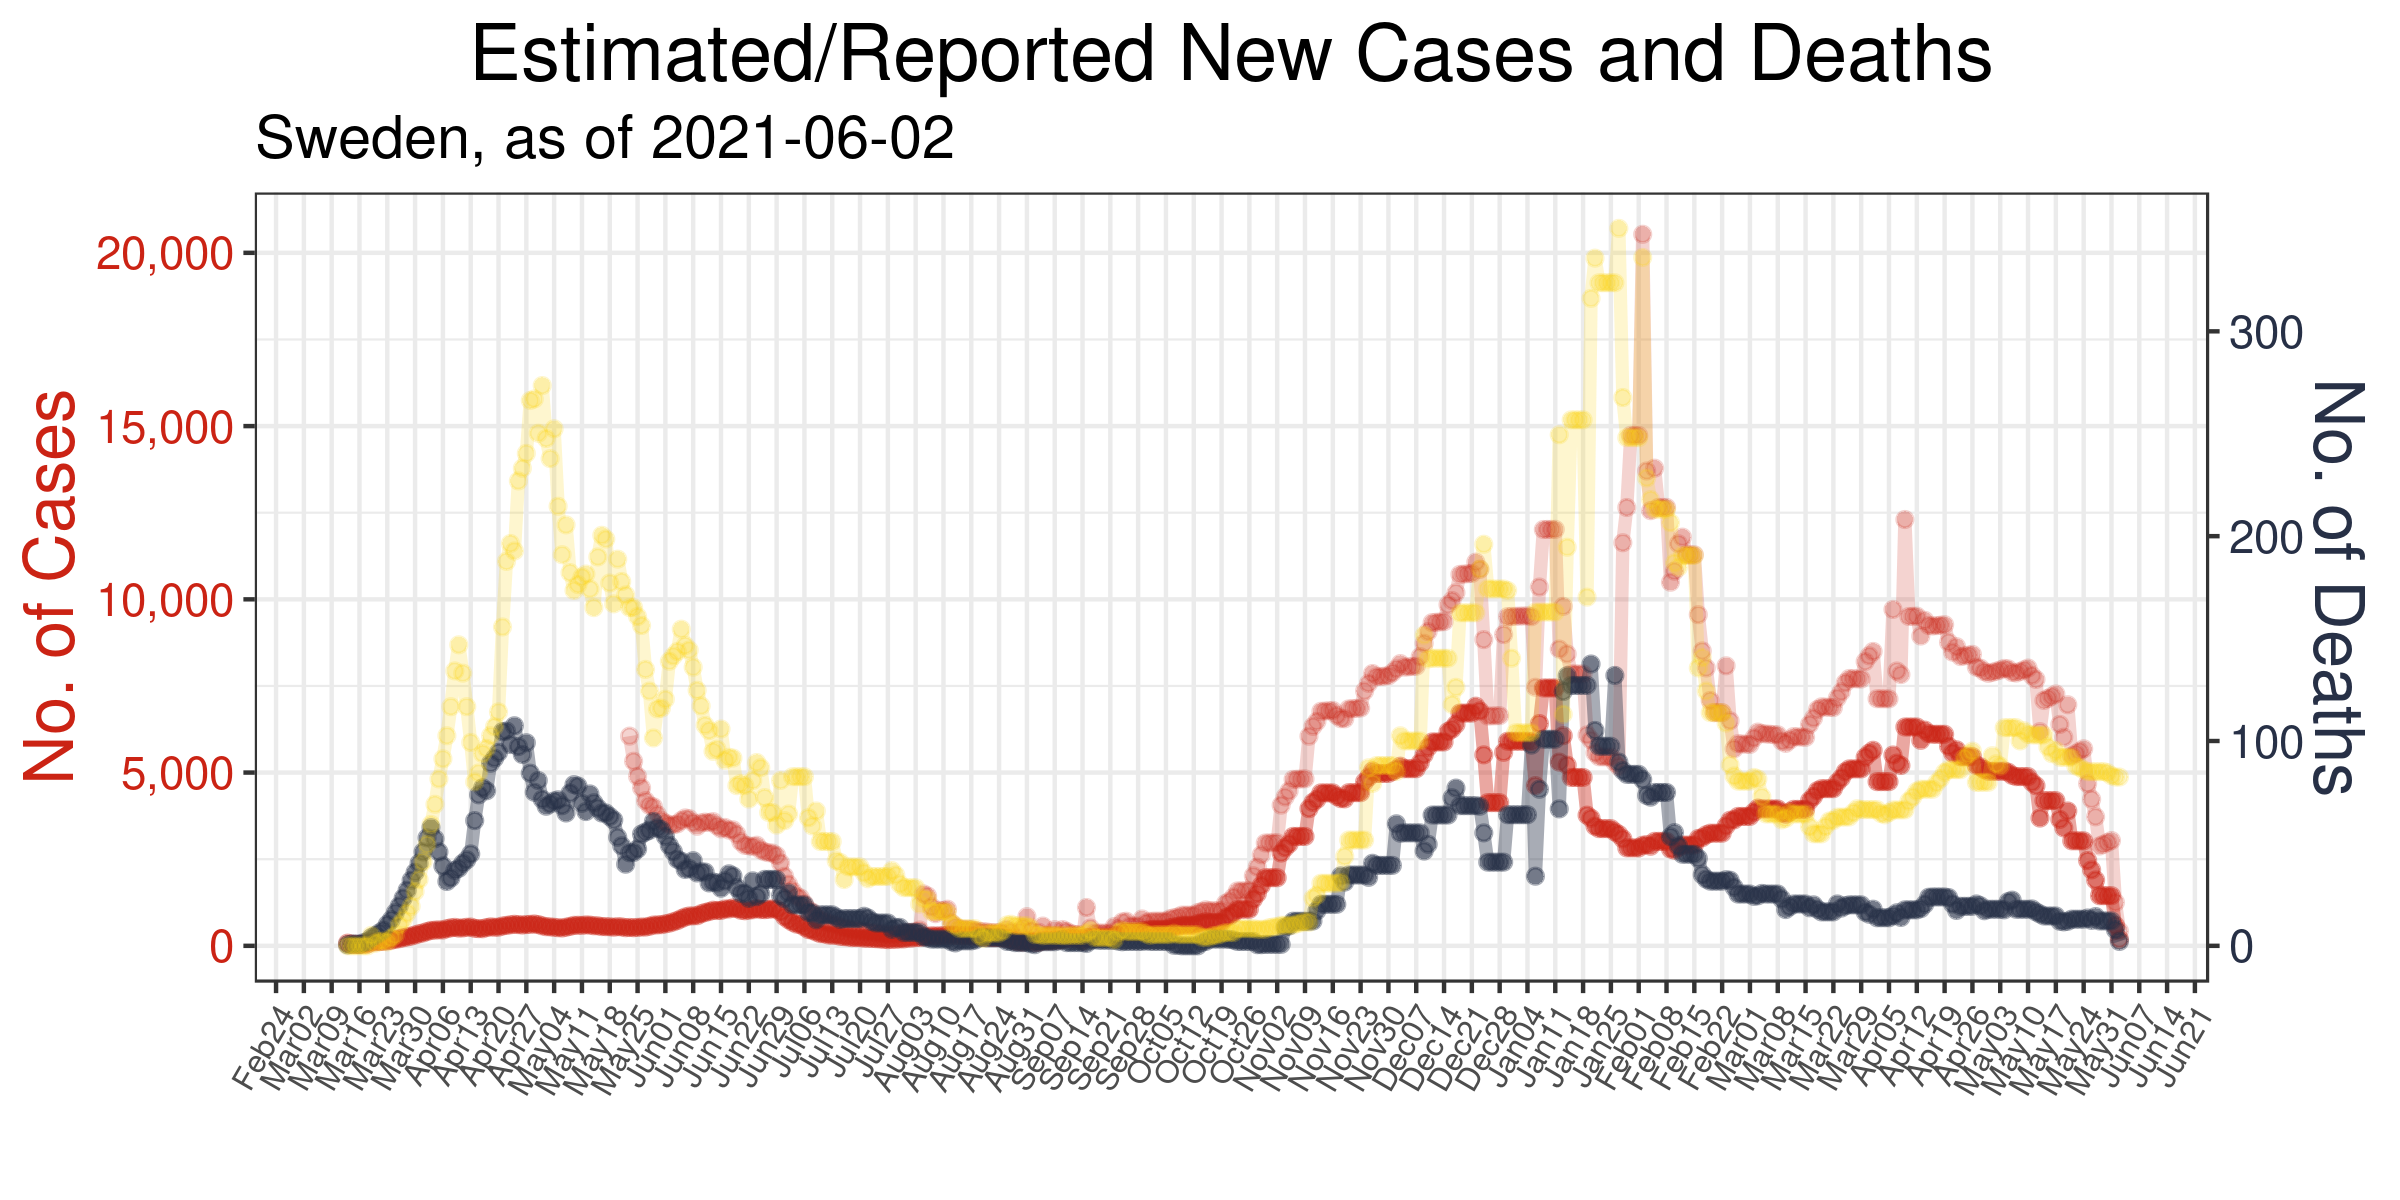 Estimated/Reported New Cases and Deaths
Sweden, as of 2021-06-02
No. of Cases
20,000
15,000
10,000
5,000
0
No. of Deaths
300
200
100
0
Feb24 Mar02 Mar09 Mar16 Mar23 Mar30 Apr06 Apr13 Apr20 Apr27 May04 May11 May18 May25 Jun01 Jun08 Jun15 Jun22 Jun29 Jul06 Jul13 Jul20 Jul27 Aug03 Aug10 Aug17 Aug24 Aug31 Sep07 Sep14 Sep21 Sep28 Oct05 Oct12 Oct19 Oct26 Nov02 Nov09 Nov16 Nov23 Nov30 Dec07 Dec14 Dec21 Dec28 Jan04 Jan11 Jan18 Jan25 Feb01 Feb08 Feb15 Feb22 Mar01 Mar08 Mar15 Mar22 Mar29 Apr05 Apr12 Apr19 Apr26 May03 May10 May17 May24 May31 Jun07 Jun14 Jun21